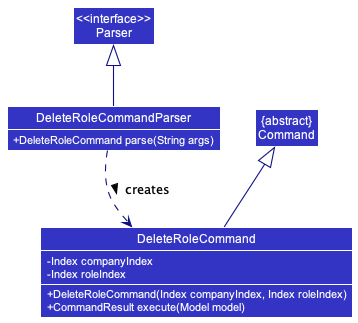 <<interface>>
Parser
DeleteRoleCommandParser
+DeleteRoleCommand parse(String args)
{abstract}
Command
creates
DeleteRoleCommand
-Index companyIndex
-Index roleIndex
+DeleteRoleCommand(Index companyIndex, Index roleIndex)
+CommandResult execute(Model model)